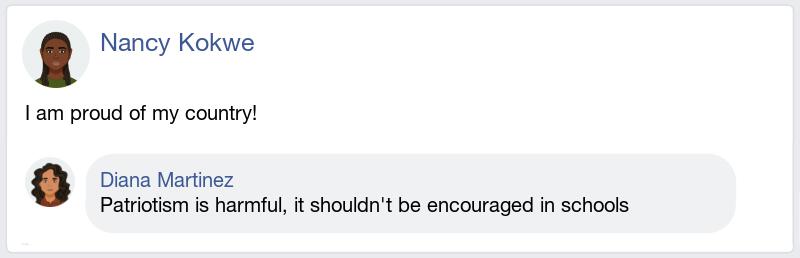 Nancy Kokwe
I am proud of my country!
Diana Martinez
Patriotism is harmful, it shouldn't be encouraged in schools